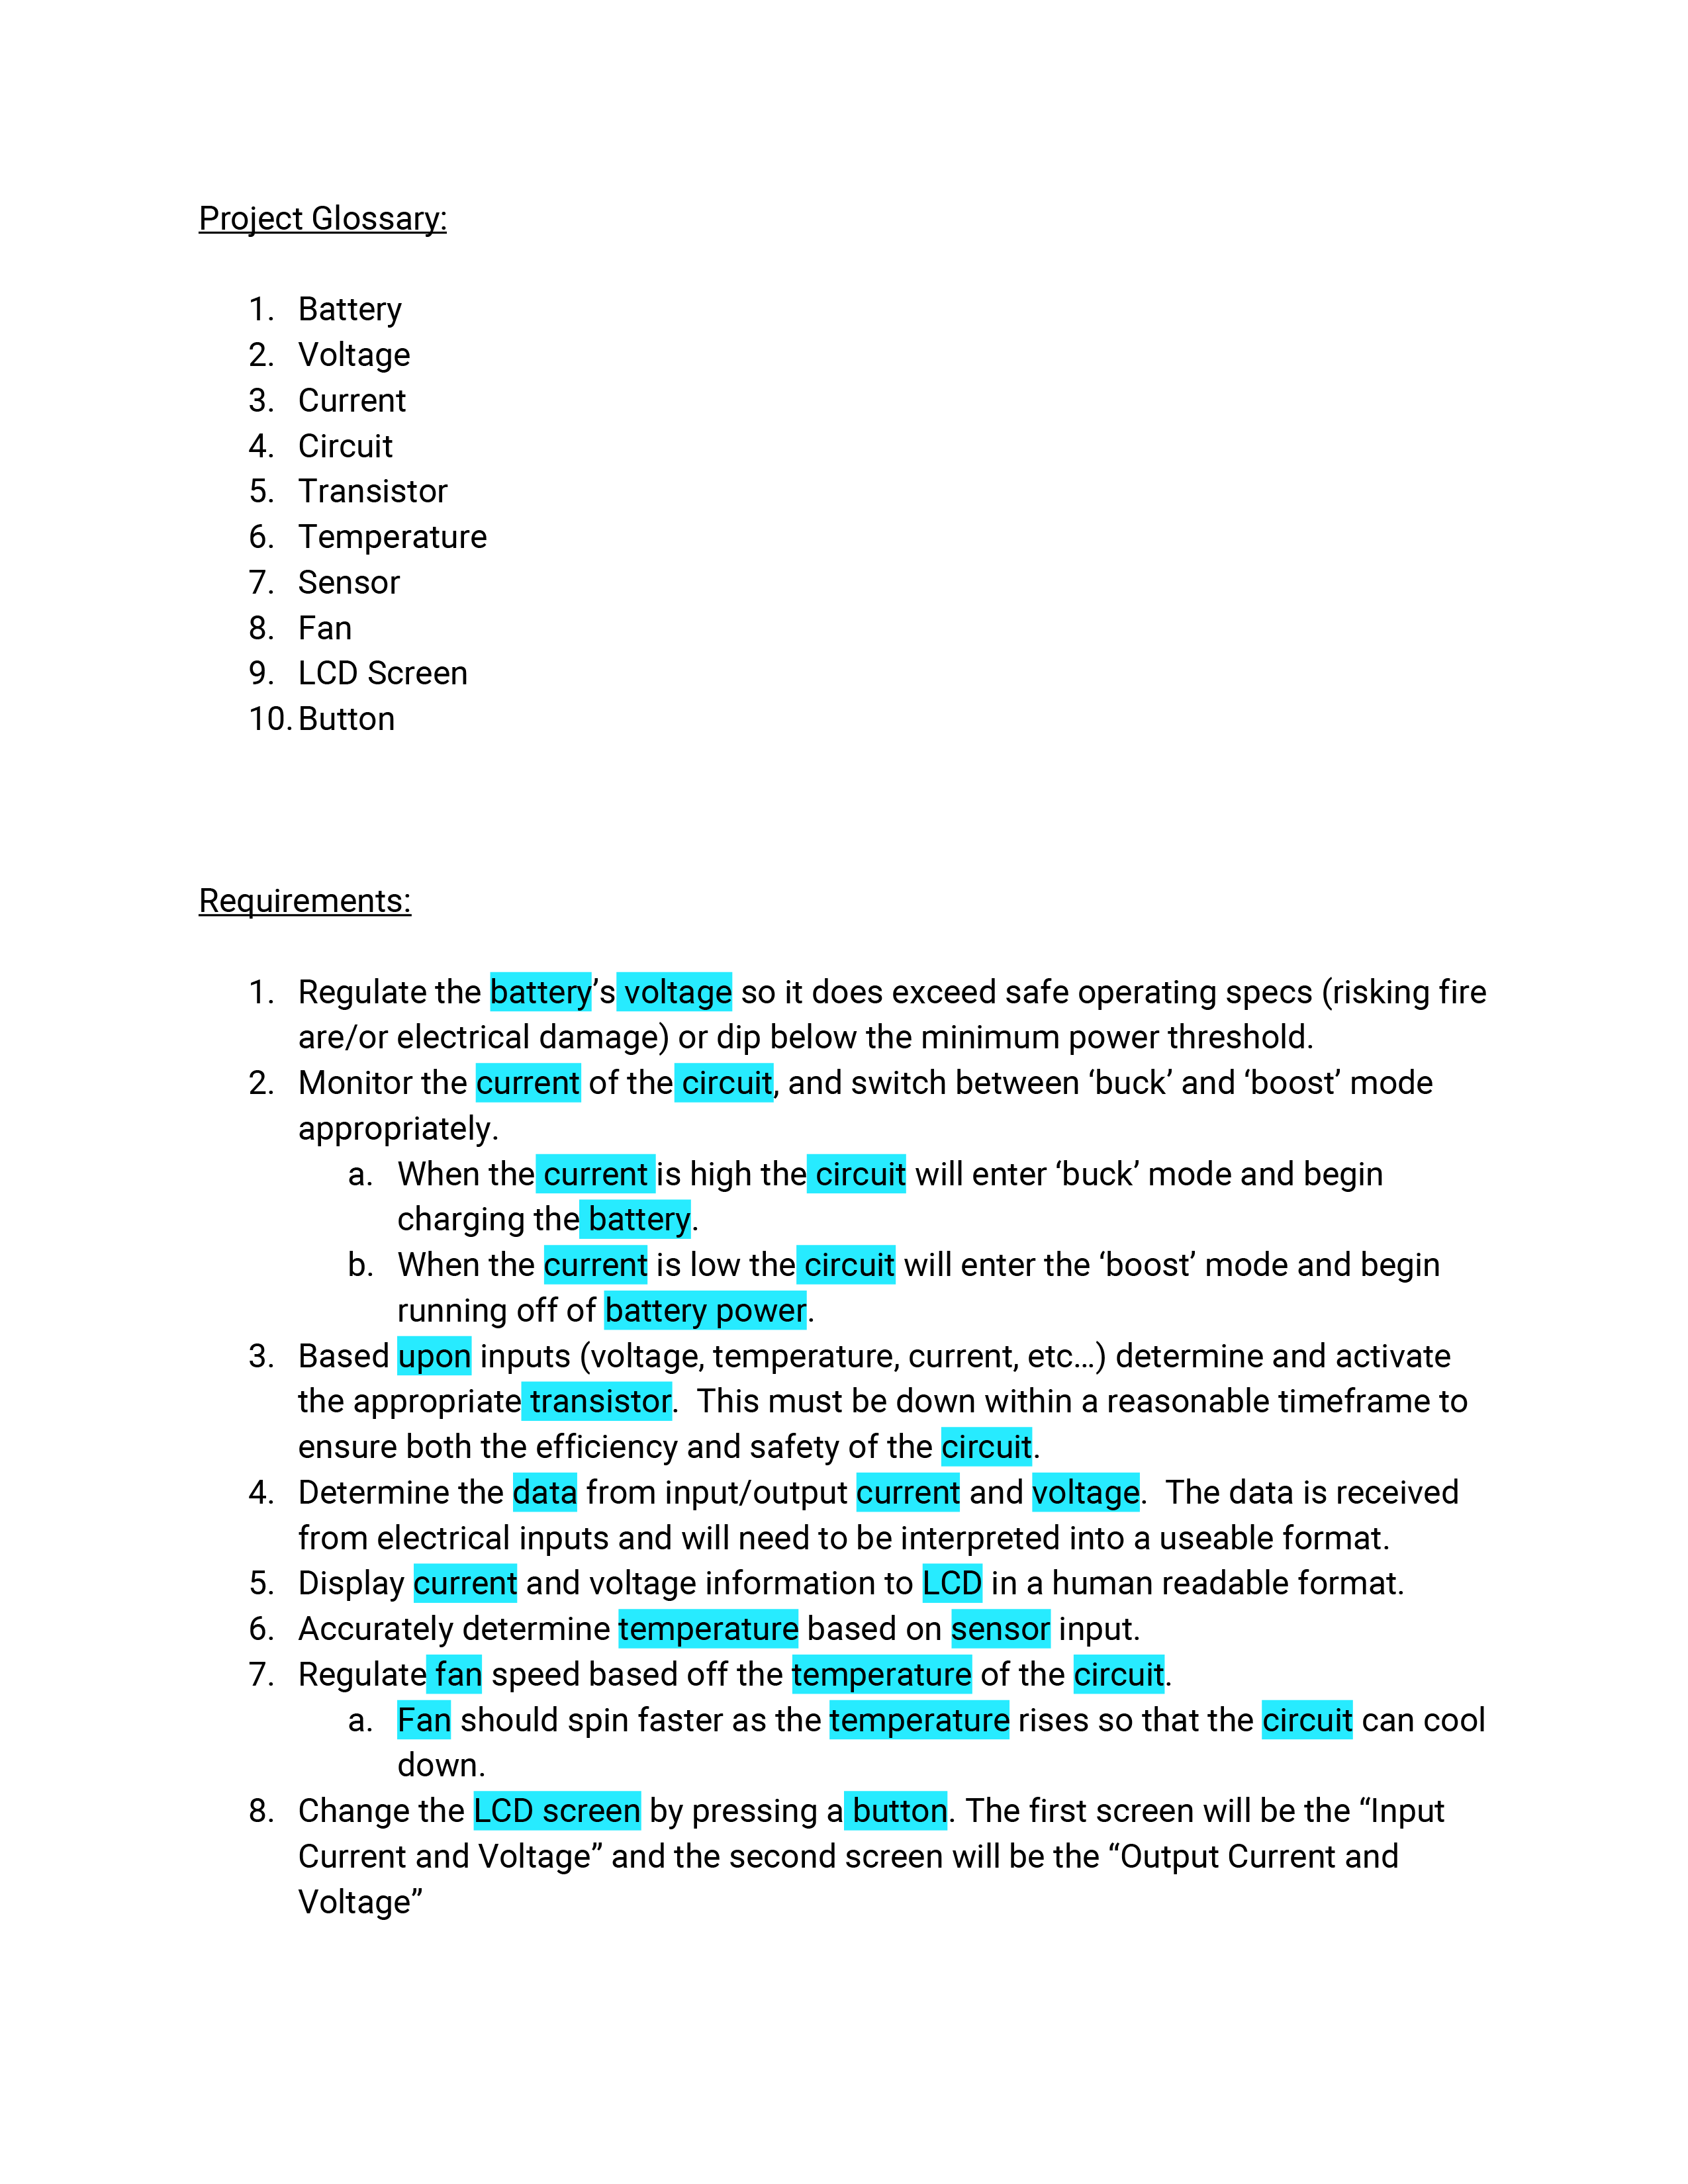 Project Glossary:
1. Battery
2. Voltage
3. Current
4. Circuit
5. Transistor
6. Temperature
7. Sensor
8. Fan
9. LCD Screen
10. Button
Requirements:
1. Regulate the battery’s voltage so it does exceed safe operating specs (risking fire
are/or electrical damage) or dip below the minimum power threshold.
2. Monitor the current of the circuit, and switch between ‘buck’ and ‘boost’ mode
appropriately.
a. When the current is high the circuit will enter ‘buck’ mode and begin
charging the battery.
b. When the current is low the circuit will enter the ‘boost’ mode and begin
running off of battery power.
3. Based upon inputs (voltage, temperature, current, etc…) determine and activate
the appropriate transistor.  This must be down within a reasonable timeframe to
ensure both the efficiency and safety of the circuit.
4. Determine the data from input/output current and voltage.  The data is received
from electrical inputs and will need to be interpreted into a useable format.
5. Display current and voltage information to LCD in a human readable format.
6. Accurately determine temperature based on sensor input.
7. Regulate fan speed based off the temperature of the circuit.
a. Fan should spin faster as the temperature rises so that the circuit can cool
down.
8. Change the LCD screen by pressing a button. The first screen will be the “Input
Current and Voltage” and the second screen will be the “Output Current and
Voltage”